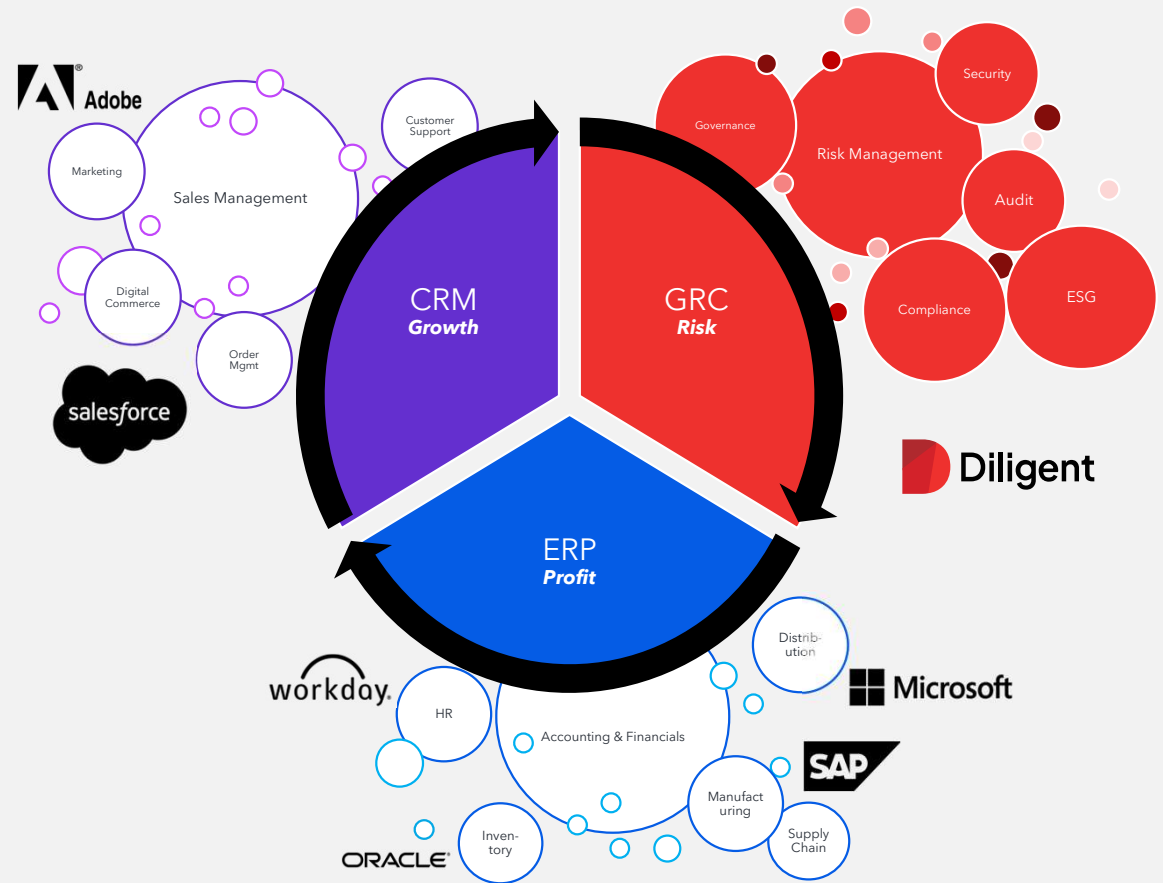 Adobe
Marketing
Sales Management
Customer
Support
Digital
Commerce
Order
Mgmt
salesforce
CRM
Growth
GRC
Risk
ERP
Profit
Governance
Risk Management
Security
Audit
Compliance
ESG
Diligent
workday.
HR
Accounting & Financials
Distrib-
ution
Microsoft
SAP
Manufact
uring
Supply
Chain
Inven-
tory
ORACLE